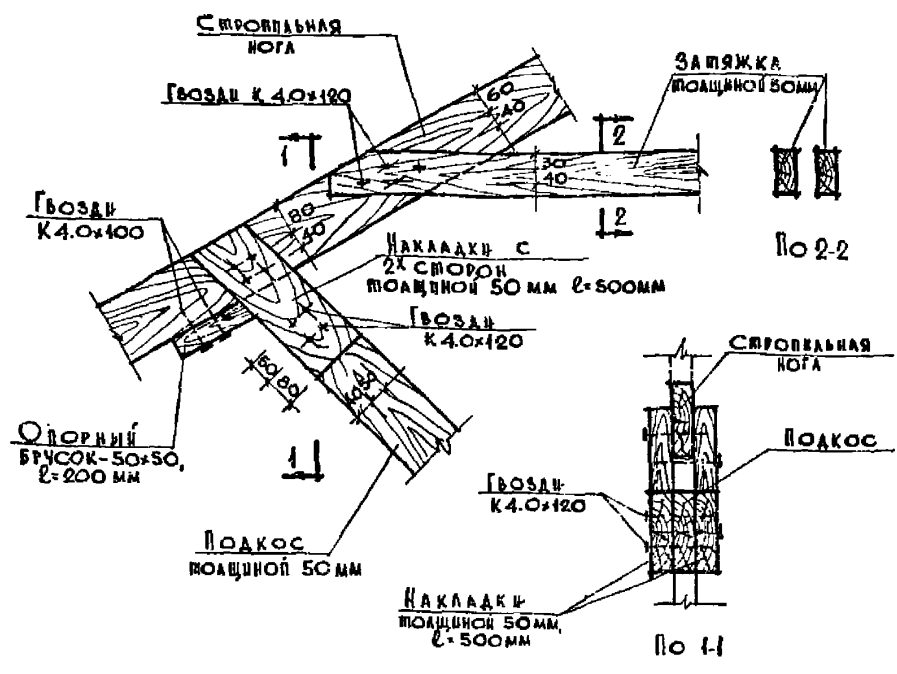 Стропильная
нога
Гвозди К 4.0×120
Затяжка
толщиной 50мм
60
40
1
2
30
40
2
По 2-2
Гвозди
К4.0×100
80
40
Накладки с
2х сторон
толщиной 50 мм ℓ=500мм
Гвозди
К4.0×120
50
80
Опорный
брусок-50×50,
ℓ=200 мм
1
Подкос
толщиной 50мм
Стропильная
нога
Подкос
Гвозди
К4.0×120
Накладки
толщиной 50мм,
ℓ=500мм
По 1-1